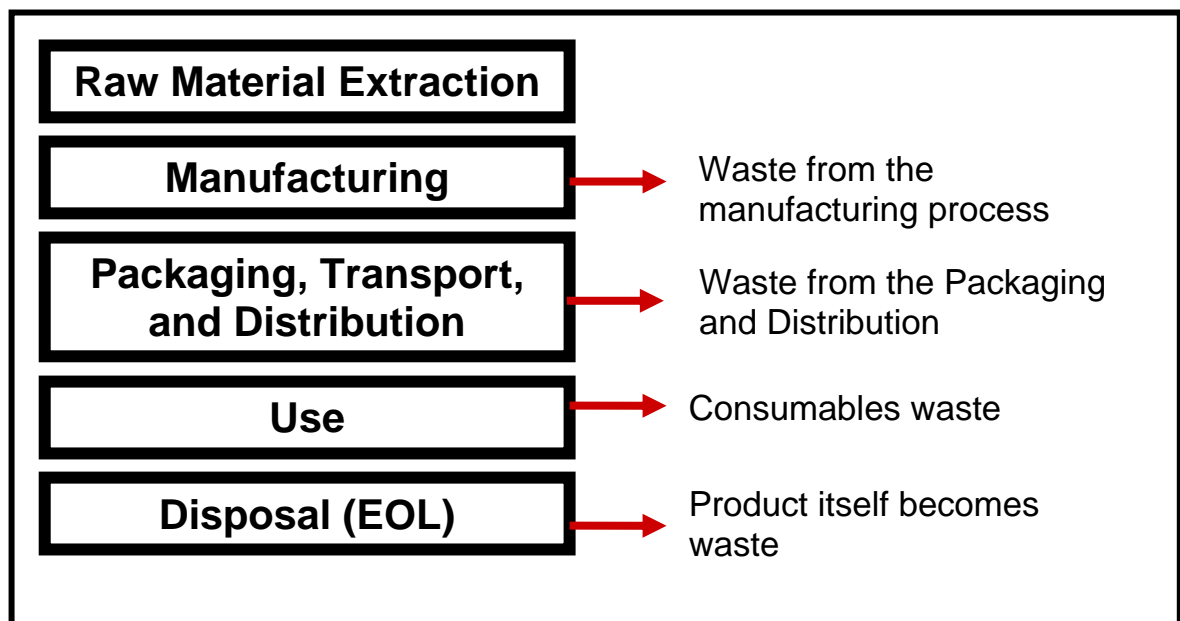 Raw Material Extraction
Manufacturing
Waste from the
manufacturing process
Packaging, Transport,
and Distribution
Waste from the Packaging
and Distribution
Use
Consumables waste
Disposal (EOL)
Product itself becomes
waste